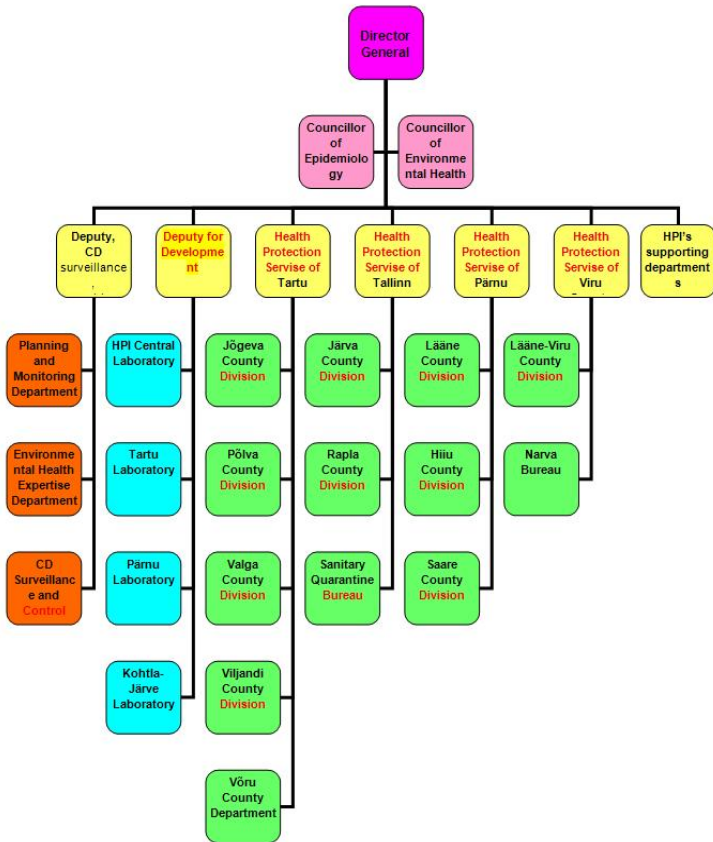 Director
General
Councillor
of
Epidemiolo
gy
Councillor
of
Environme
ntal Health
Deputy,
CD
surveillance
Deputy for
Developme
nt
Health
Protection
Servise of
Tartu
Health
Protection
Servise of
Tallinn
Health
Protection
Servise of
Pärnu
Health
Protection
Servise of
Viru
HPI's
supporting
department
s
Planning
and
Monitoring
Department
HPI Central
Laboratory
Jõgeva
County
Division
Järva
County
Division
Lääne
County
Division
Lääne-Viru
County
Division
Environme
ntal Health
Expertise
Department
Tartu
Laboratory
Põlva
County
Division
Rapla
County
Division
Hiiu
County
Division
Narva
Bureau
CD
Surveillanc
e and
Control
Pärnu
Laboratory
Valga
County
Division
Sanitary
Quarantine
Bureau
Saare
County
Division
Kohtla-
Järve
Laboratory
Viljandi
County
Division
Võru
County
Department